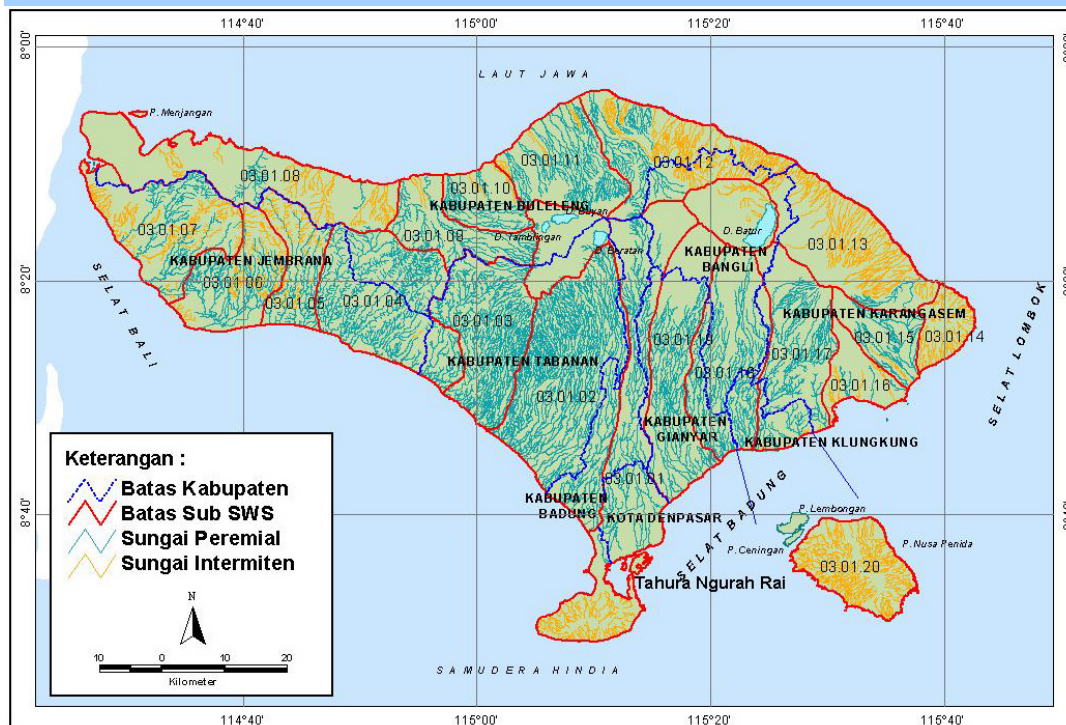 114°40'
115°00'
115°20'
115°40'
8°00'
LAUT JAWA
P. Menjangan
03.01.11
03.01.12
03.01.08
03.01.10
KABUPATEN BULELENG
D. Buyan
03.01.07
03.01.09
D. Tamblingan
D. Beratan
D. Batur
KABUPATEN
BANGLI
03.01.13
KABUPATEN JEMBRANA
8°20'
SELAT BALI
03.01.06
03.01.05
03.01.04
03.01.03
KABUPATEN KARANGASEM
03.01.15
03.01.14
SELAT LOMBOK
03.01.19
03.01.17
KABUPATEN TABANAN
03.01.16
03.01.02
KABUPATEN
GIANYAR
KABUPATEN KLUNGKUNG
03.01.01
KABUPATEN
BADUNG
KOTA DENPASAR
SELAT BADUNG
8°40'
P. Lembongan
P. Ceningan
P. Nusa Penida
03.01.20
Tahura Ngurah Rai
SAMUDERA HINDIA
Keterangan :
Batas Kabupaten
Batas Sub SWS
Sungai Peremial
Sungai Intermiten
N
10 0 10 20
Kilometer
114°40'
115°00'
115°20'
115°40'